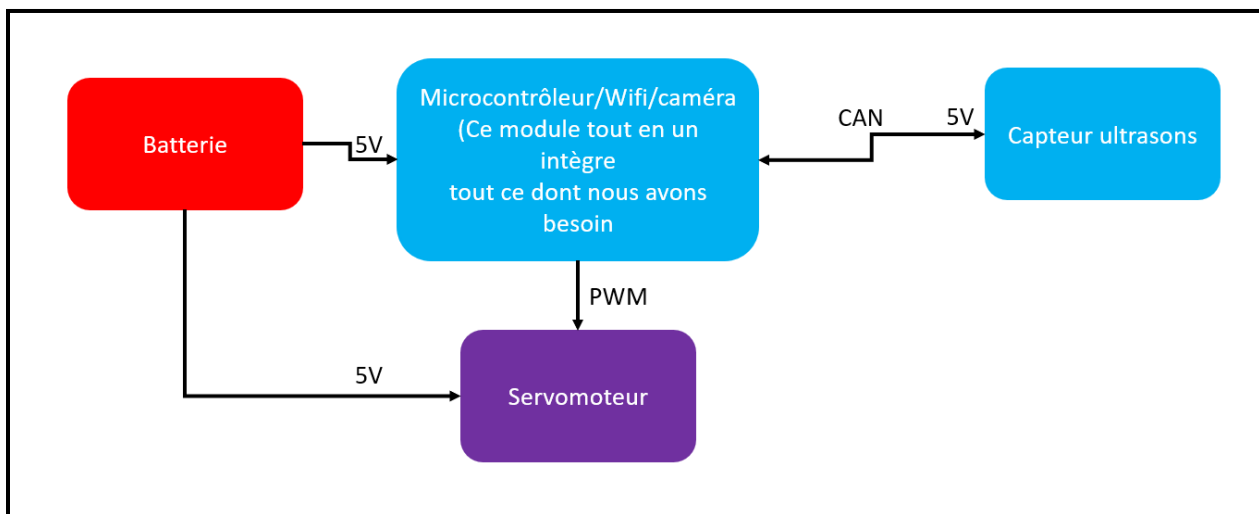 Batterie
5V
Microcontrôleur/Wifi/caméra
(Ce module tout en un
intègre
tout ce dont nous avons
besoin
CAN
5V
Capteur ultrasons
PWM
5V
Servomoteur